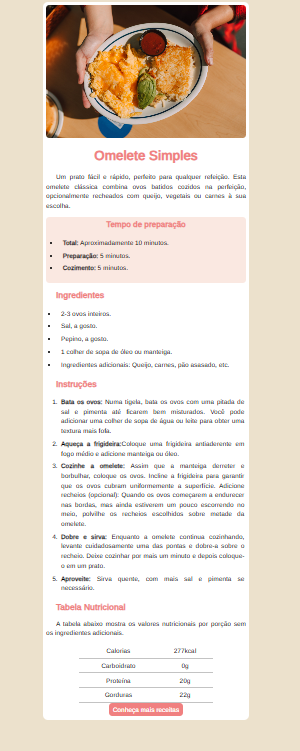 Omelete Simples
Um prato fácil e rápido, perfeito para qualquer refeição. Esta
omelete clássica combina ovos batidos cozidos na perfeição,
opcionalmente recheados com queijo, vegetais ou carnes à sua
escolha.
Tempo de preparação
Total: Aproximadamente 10 minutos.
Preparação: 5 minutos.
Cozimento: 5 minutos.
Ingredientes
2-3 ovos inteiros.
Sal, a gosto.
Pepino, a gosto.
1 colher de sopa de óleo ou manteiga.
Ingredientes adicionais: Queijo, carnes, pão asasado, etc.
Instruções
1. Bata os ovos: Numa tigela, bata os ovos com uma pitada de
sal e pimenta até ficarem bem misturados. Você pode
adicionar uma colher de sopa de água ou leite para obter uma
textura mais fofa.
2. Aqueça a frigideira:Coloque uma frigideira antiaderente em
fogo médio e adicione manteiga ou óleo.
3. Cozinhe a omelete: Assim que a manteiga derreter e
borbulhar, coloque os ovos. Incline a frigideira para garantir
que os ovos cubram uniformemente a superfície. Adicione
recheios (opcional): Quando os ovos começarem a endurecer
nas bordas, mas ainda estiverem um pouco escorrendo no
meio, polvilhe os recheios escolhidos sobre metade da
omelete.
4. Dobre e sirva: Enquanto a omelete continua cozinhando,
levante cuidadosamente uma das pontas e dobre-a sobre o
recheio. Deixe cozinhar por mais um minuto e depois coloque-
o em um prato.
5. Aproveite: Sirva quente, com mais sal e pimenta se
necessário.
Tabela Nutricional
A tabela abaixo mostra os valores nutricionais por porção sem
os ingredientes adicionais.
Calorias 277kcal
Carboidrato 0g
Proteína 20g
Gorduras 22g
Conheça mais receitas